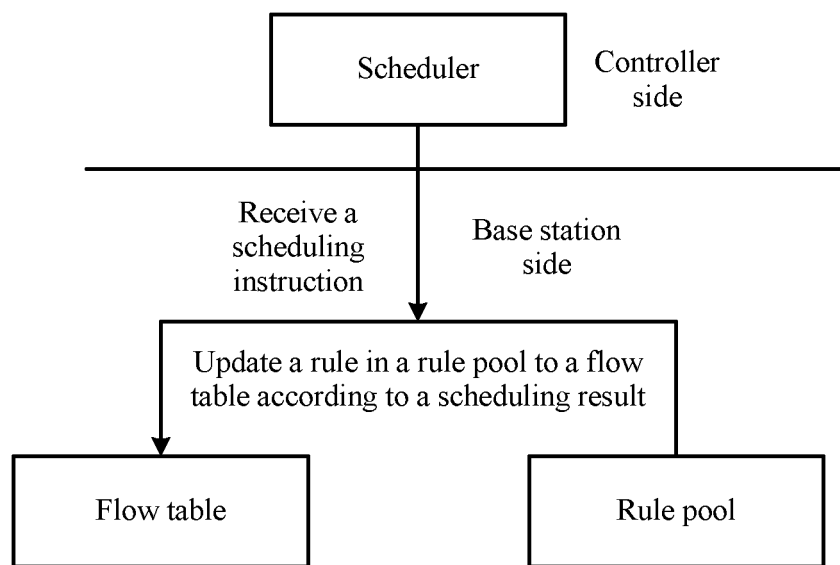 Scheduler
Controller
side
Receive a
scheduling
instruction
Base station
side
Update a rule in a rule pool to a flow
table according to a scheduling result
Flow table
Rule pool